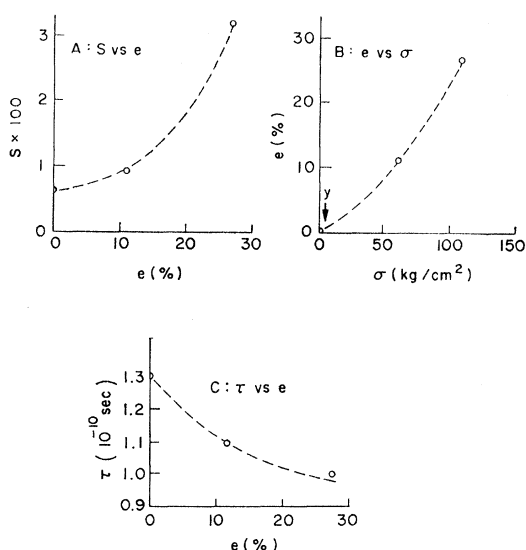 A: S vs e
3
2
1
0
S × 100
0 10 20 30
e (%)
B: e vs σ
30
20
10
0
e (%)
y
0 50 100 150
σ (kg/cm²)
C: τ vs e
1.3
1.2
1.1
1.0
0.9
τ (10⁻¹⁰ sec)
0 10 20 30
e (%)